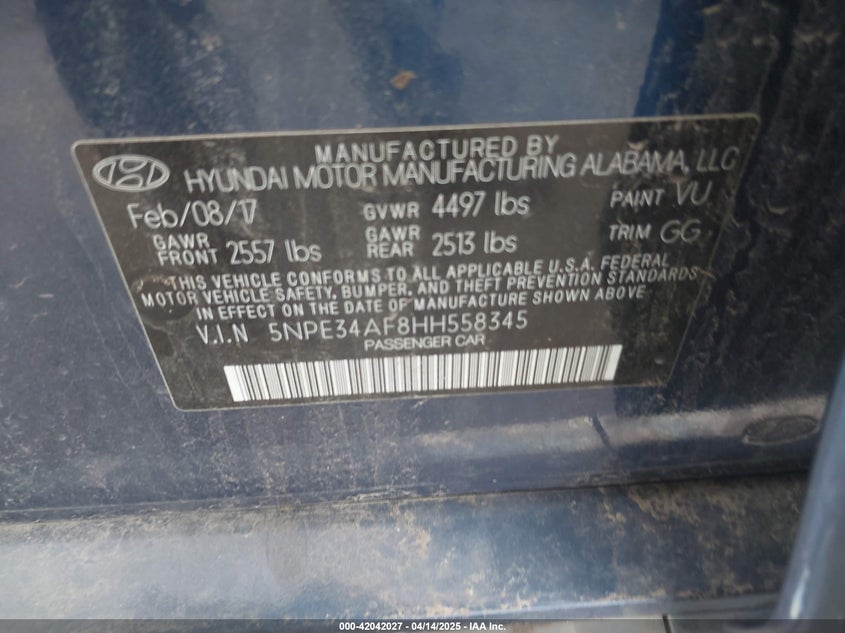 MANUFACTURED BY
HYUNDAI MOTOR MANUFACTURING ALABAMA, LLC
Feb/08/17 GVWR 4497 lbs PAINT VU
GAWR FRONT 2557 lbs GAWR REAR 2513 lbs TRIM GG
THIS VEHICLE CONFORMS TO ALL APPLICABLE U.S.A. FEDERAL
MOTOR VEHICLE SAFETY, BUMPER, AND THEFT PREVENTION STANDARDS
IN EFFECT ON THE DATE OF MANUFACTURE SHOWN ABOVE
V.I.N 5NPE34AF8HH558345
PASSENGER CAR
000-42042027 - 04/14/2025 - IAA Inc.